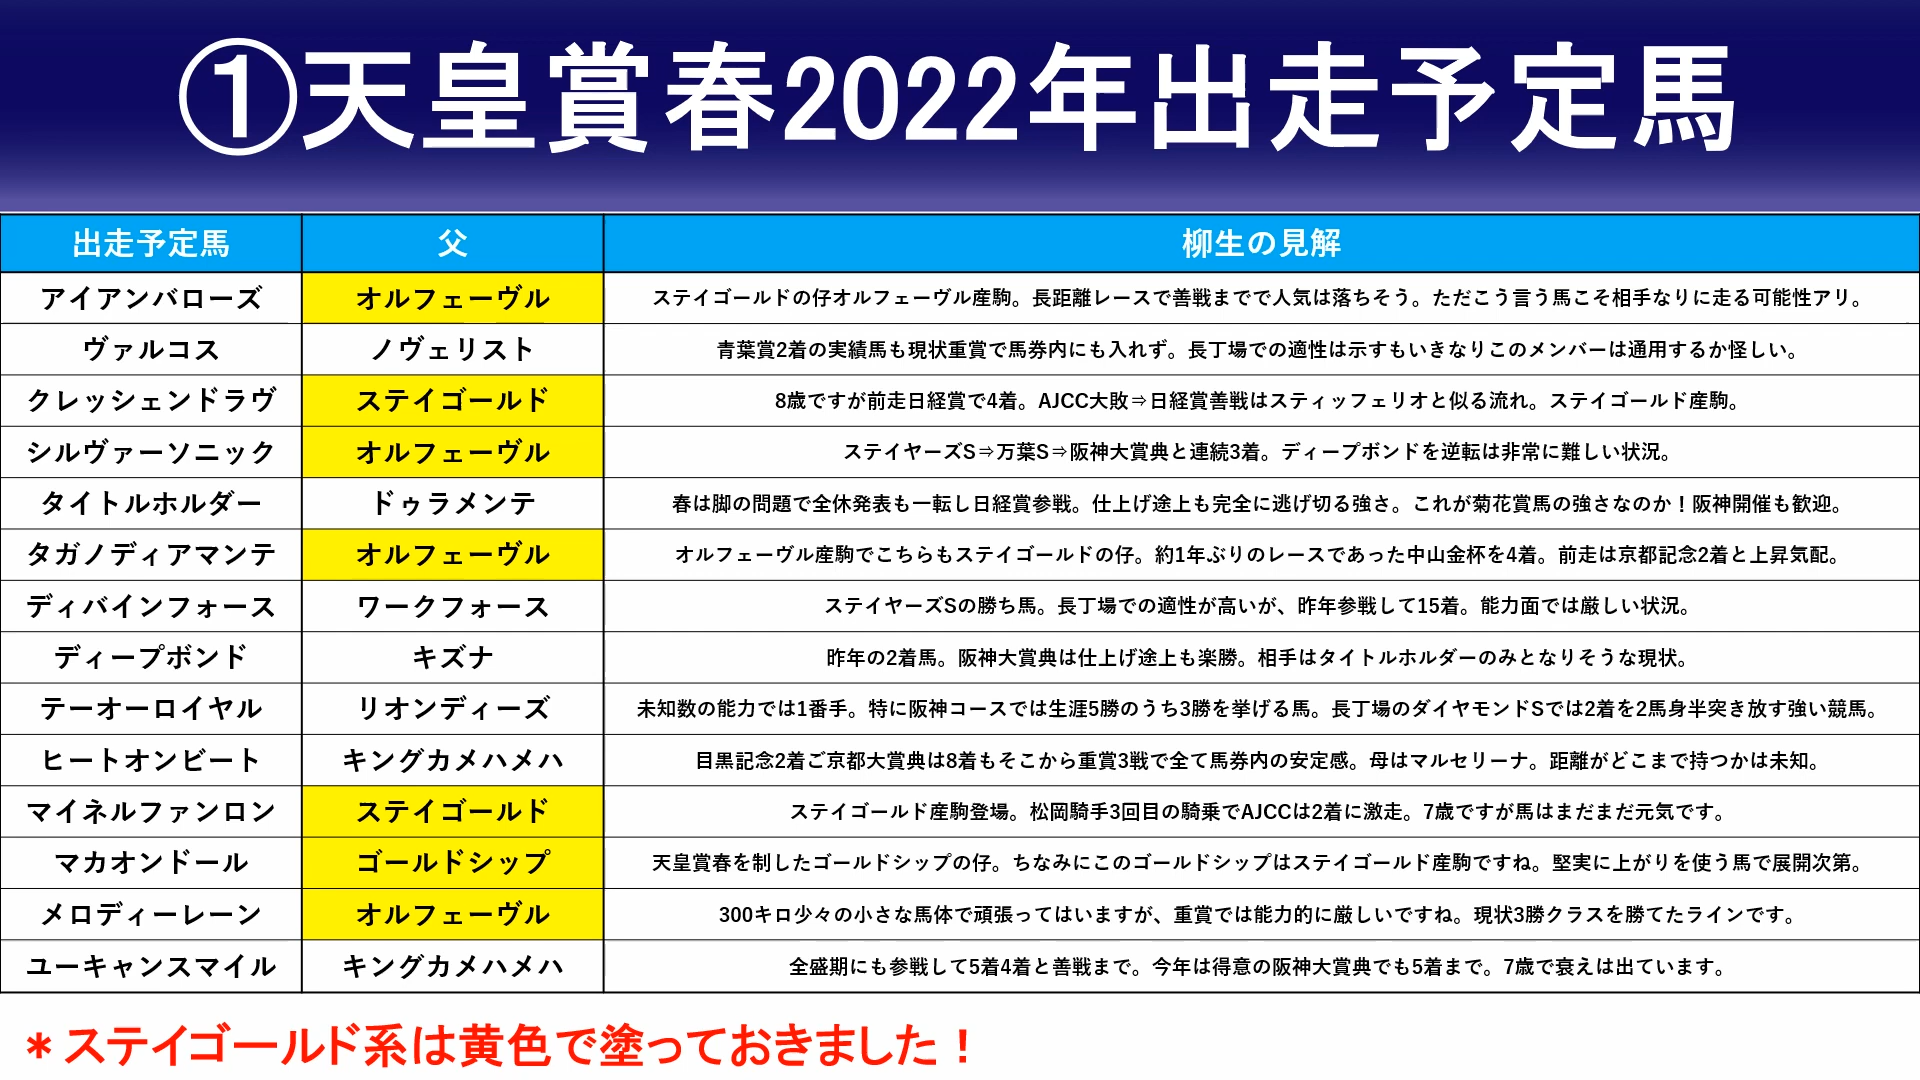 ①天皇賞春2022年出走予定馬
出走予定馬 父 柳生の見解
アイアンバローズ オルフェーヴル ステイゴールドの仔オルフェーヴル産駒。長距離レースで善戦までで人気は落ちそう。ただこう言う馬こそ相手なりに走る可能性アリ。
ヴァルコス ノヴェリスト 青葉賞2着の実績馬も現状重賞で馬券内にも入れず。長丁場での適性は示すもいきなりこのメンバーは通用するか怪しい。
クレッシェンドラヴ ステイゴールド 8歳ですが前走日経賞で4着。AJCC大敗⇒日経賞善戦はスティッフェリオと似る流れ。ステイゴールド産駒。
シルヴァーソニック オルフェーヴル ステイヤーズS⇒万葉S⇒阪神大賞典と連続3着。ディープボンドを逆転は非常に難しい状況。
タイトルホルダー ドゥラメンテ 春は脚の問題で全休発表も一転し日経賞参戦。仕上げ途上も完全に逃げ切る強さ。これが菊花賞馬の強さなのか！阪神開催も歓迎。
タガノディアマンテ オルフェーヴル オルフェーヴル産駒でこちらもステイゴールドの仔。約1年ぶりのレースであった中山金杯を4着。前走は京都記念2着と上昇気配。
ディバインフォース ワークフォース ステイヤーズSの勝ち馬。長丁場での適性が高いが、昨年参戦して15着。能力面では厳しい状況。
ディープボンド キズナ 昨年の2着馬。阪神大賞典は仕上げ途上も楽勝。相手はタイトルホルダーのみとなりそうな現状。
テーオーロイヤル リオンディーズ 未知数の能力では1番手。特に阪神コースでは生涯5勝のうち3勝を挙げる馬。長丁場のダイヤモンドSでは2着を2馬身半突き放す強い競馬。
ヒートオンビート キングカメハメハ 目黒記念2着ご京都大賞典は8着もそこから重賞3戦で全て馬券内の安定感。母はマルセリーナ。距離がどこまで持つかは未知。
マイネルファンロン ステイゴールド ステイゴールド産駒登場。松岡騎手3回目の騎乗でAJCCは2着に激走。7歳ですが馬はまだまだ元気です。
マカオンドール ゴールドシップ 天皇賞春を制したゴールドシップの仔。ちなみにこのゴールドシップはステイゴールド産駒ですね。堅実に上がりを使う馬で展開次第。
メロディーレーン オルフェーヴル 300キロ少々の小さな馬体で頑張ってはいますが、重賞では能力的に厳しいですね。現状3勝クラスを勝てたラインです。
ユーキャンスマイル キングカメハメハ 全盛期にも参戦して5着4着と善戦まで。今年は得意の阪神大賞典でも5着まで。7歳で衰えは出ています。
＊ステイゴールド系は黄色で塗っておきました！